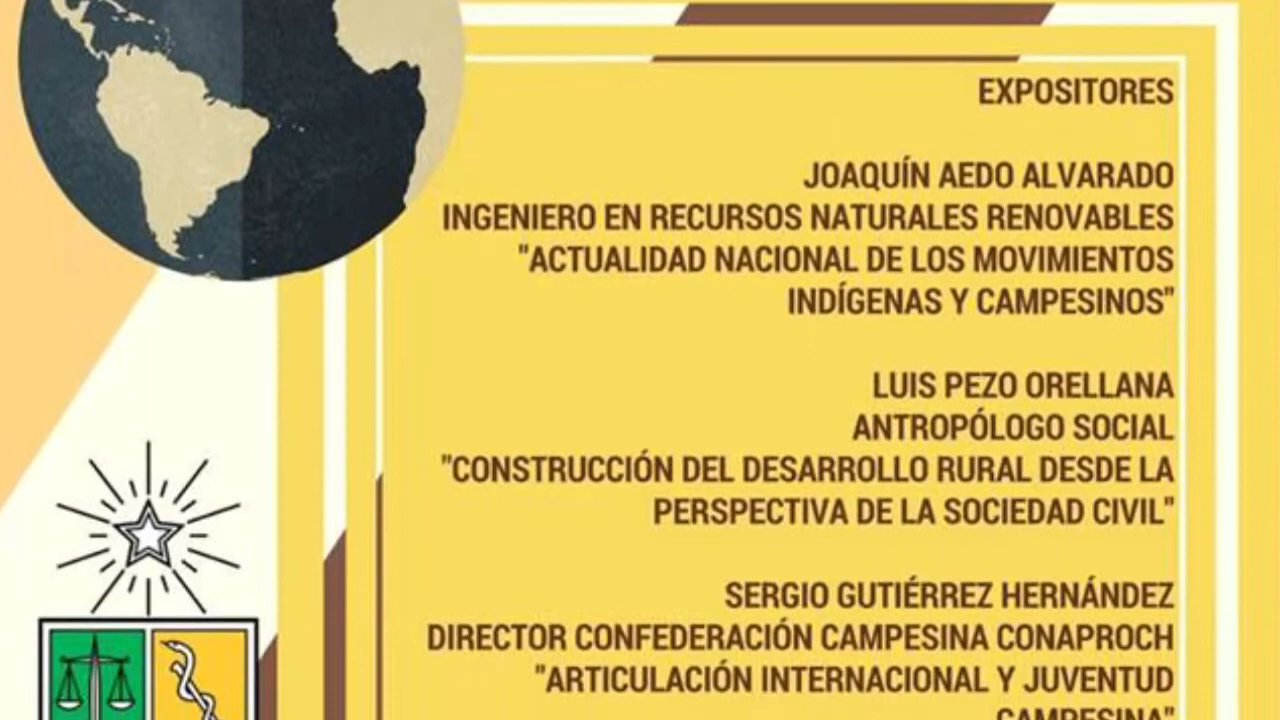 EXPOSITORES
JOAQUÍN AEDO ALVARADO
INGENIERO EN RECURSOS NATURALES RENOVABLES
"ACTUALIDAD NACIONAL DE LOS MOVIMIENTOS
INDÍGENAS Y CAMPESINOS"
LUIS PEZO ORELLANA
ANTROPÓLOGO SOCIAL
"CONSTRUCCIÓN DEL DESARROLLO RURAL DESDE LA
PERSPECTIVA DE LA SOCIEDAD CIVIL"
SERGIO GUTIÉRREZ HERNÁNDEZ
DIRECTOR CONFEDERACIÓN CAMPESINA CONAPROCH
"ARTICULACIÓN INTERNACIONAL Y JUVENTUD
CAMPESINA"